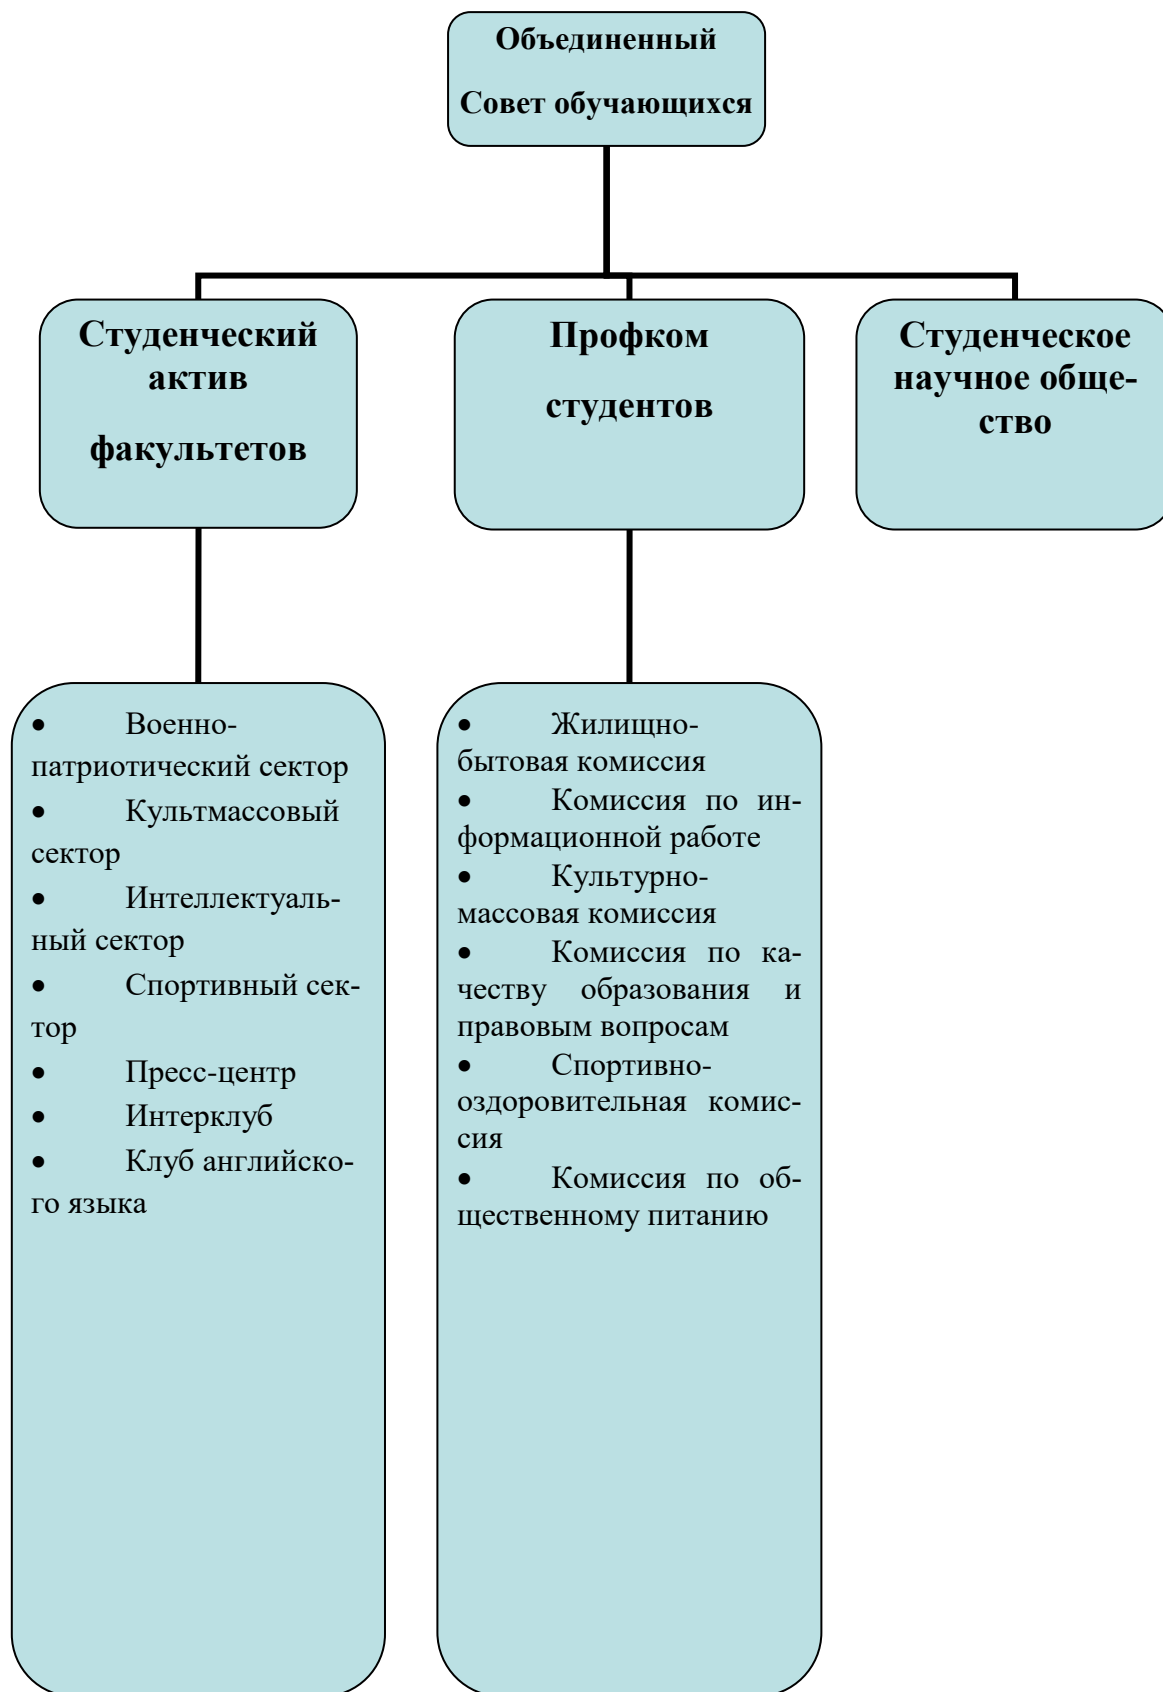 Объединенный
Совет обучающихся
Студенческий
актив
факультетов
Профком
студентов
Студенческое
научное обще-
ство
• Военно-
патриотический сектор
• Культмассовый
сектор
• Интеллектуаль-
ный сектор
• Спортивный сек-
тор
• Пресс-центр
• Интерклуб
• Клуб английско-
го языка
• Жилищно-
бытовая комиссия
• Комиссия по ин-
формационной работе
• Культурно-
массовая комиссия
• Комиссия по ка-
честву образования и
правовым вопросам
• Спортивно-
оздоровительная комис-
сия
• Комиссия по об-
щественному питанию